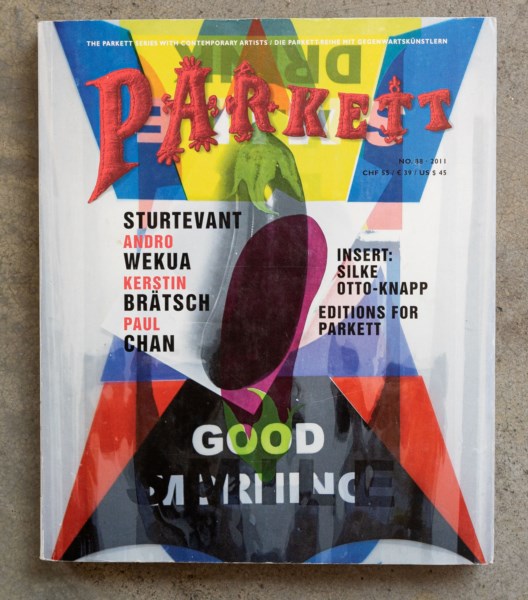 THE PARKETT SERIES WITH CONTEMPORARY ARTISTS / DIE PARKETT-REIHE MIT GEGENWARTSKÜNSTLERN
PARKETT
NO. 88 - 2011
CHF 55 / € 39 / US $ 45
STURTEVANT
ANDRO
WEKUA
KERSTIN
BRÄTSCH
PAUL
CHAN
INSERT:
SILKE
OTTO-KNAPP
EDITIONS FOR
PARKETT
GOOD